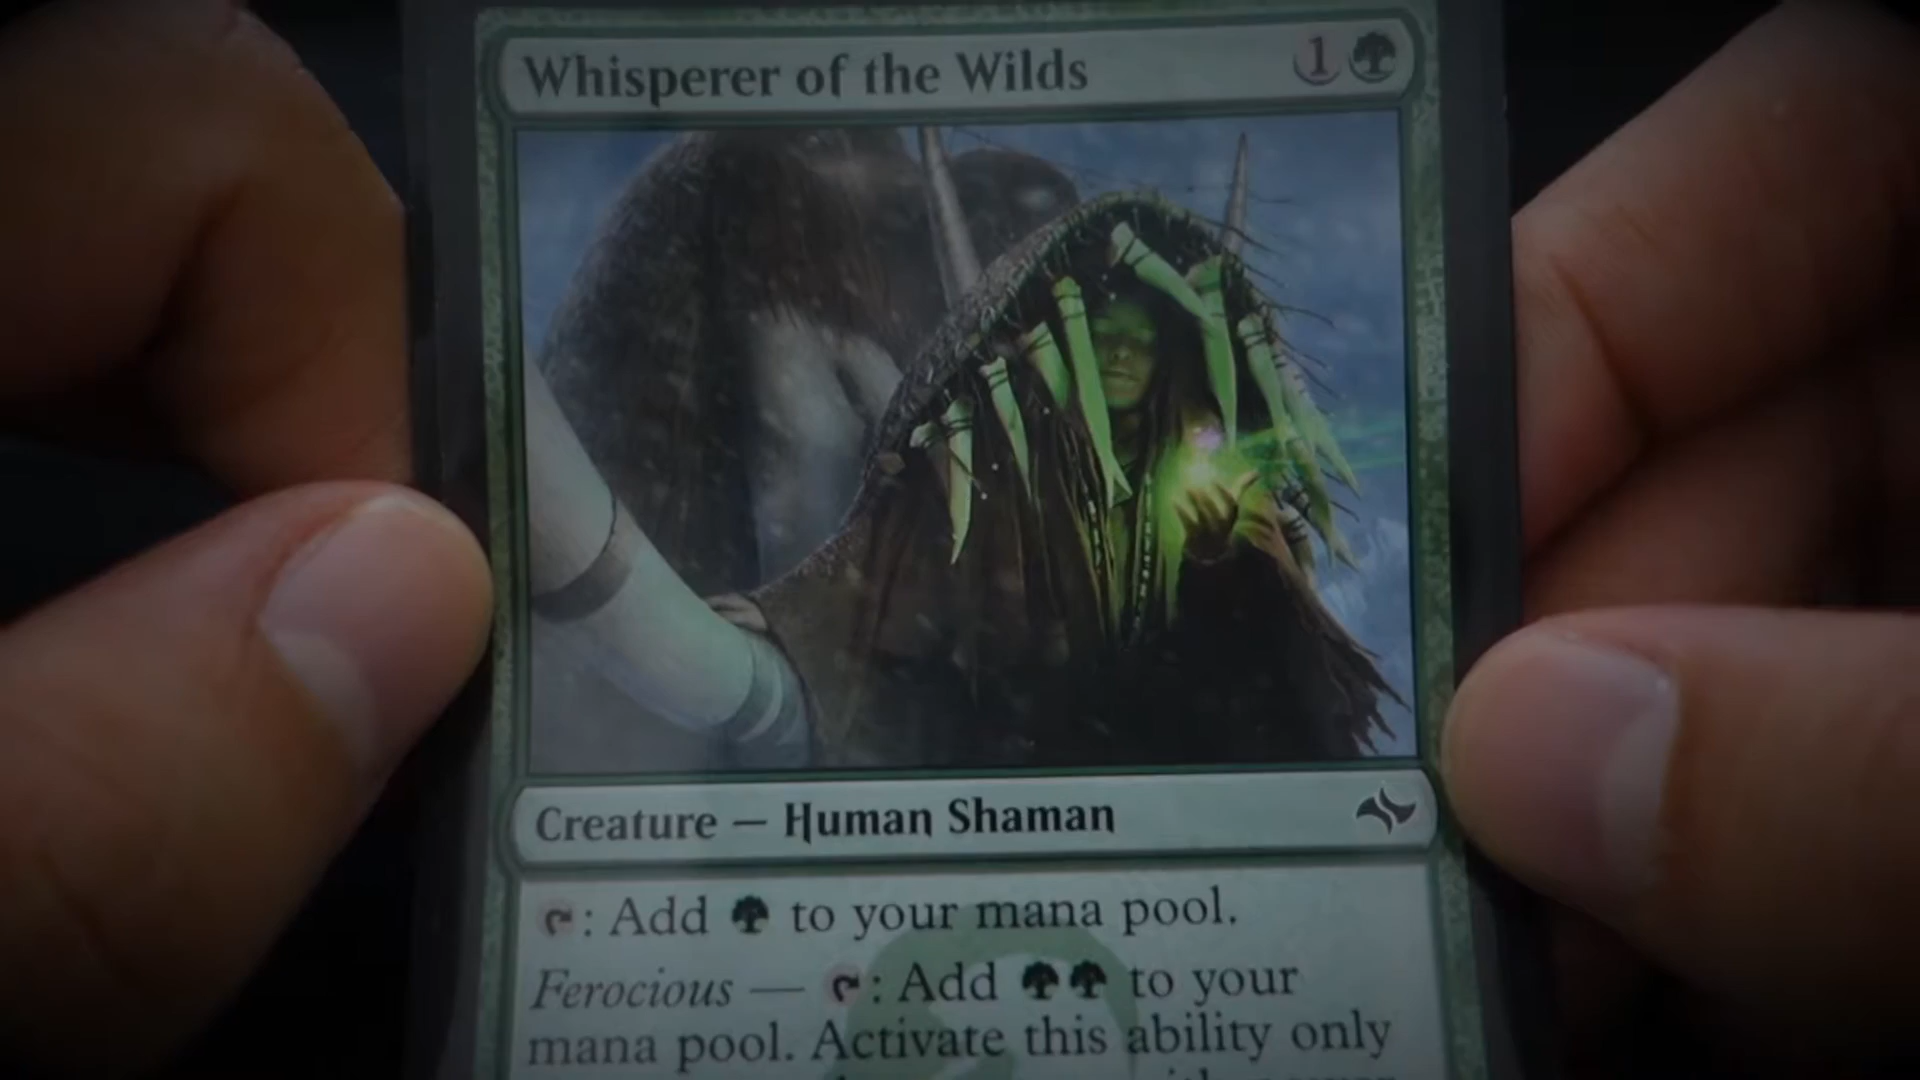 Whisperer of the Wilds 1
Creature — Human Shaman
: Add to your mana pool.
Ferocious — : Add to your
mana pool. Activate this ability only